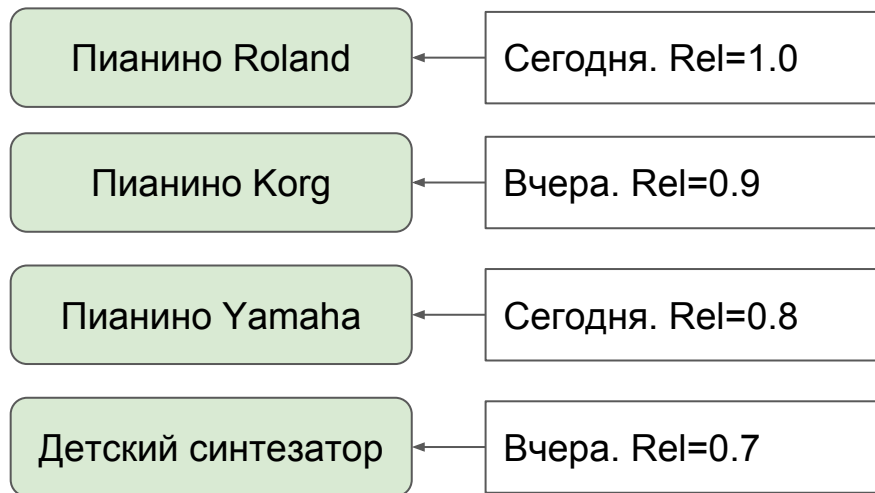 Пианино Roland
Сегодня. Rel=1.0
Пианино Korg
Вчера. Rel=0.9
Пианино Yamaha
Сегодня. Rel=0.8
Детский синтезатор
Вчера. Rel=0.7